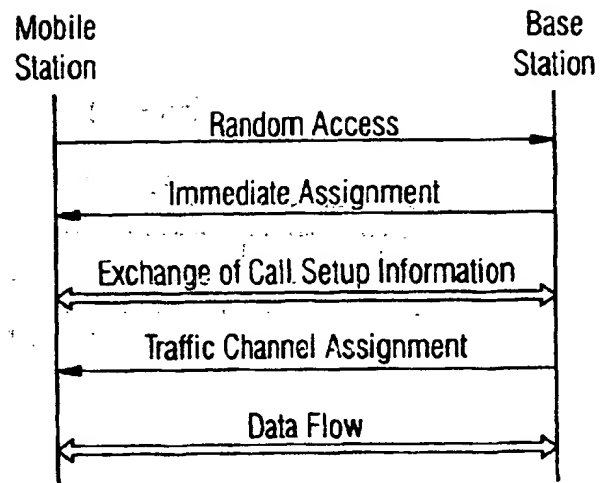 Mobile
Station
Base
Station
Random Access
Immediate Assignment
Exchange of Call Setup Information
Traffic Channel Assignment
Data Flow